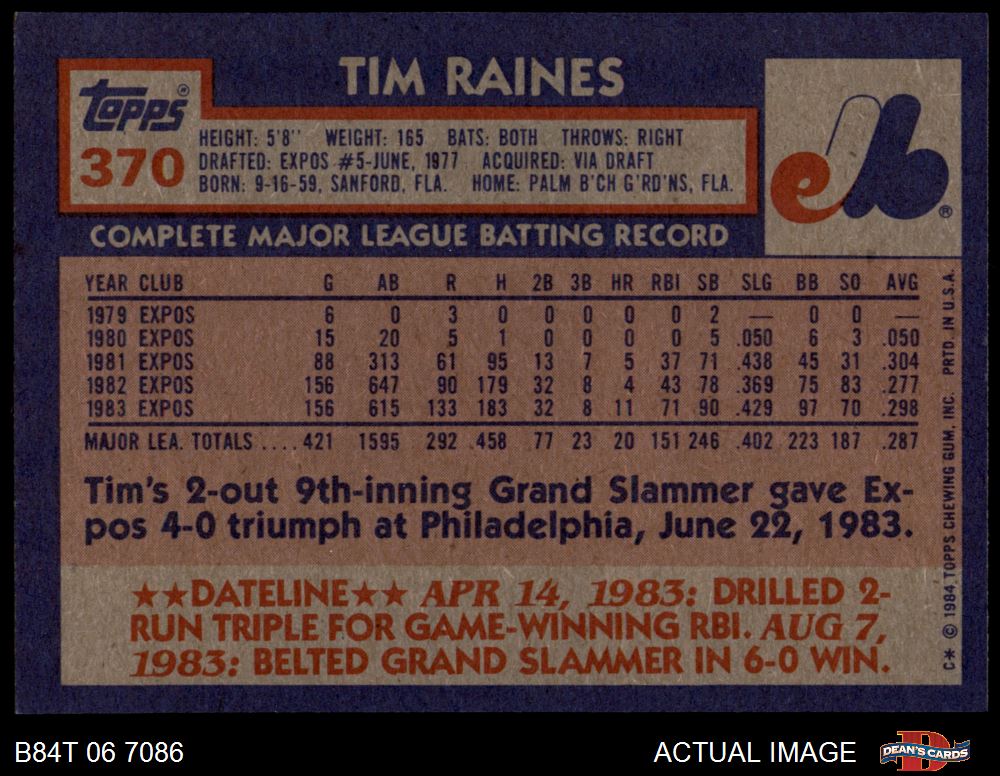 TIM RAINES
TOPPS®
370
HEIGHT: 5'8'' WEIGHT: 165 BATS: BOTH THROWS: RIGHT
DRAFTED: EXPOS #5-JUNE, 1977 ACQUIRED: VIA DRAFT
BORN: 9-16-59, SANFORD, FLA. HOME: PALM B'CH G'RD'NS, FLA.
eb®
COMPLETE MAJOR LEAGUE BATTING RECORD
YEAR CLUB G AB R H 2B 3B HR RBI SB SLG BB SO AVG
1979 EXPOS 6 0 3 0 0 0 0 0 2 — 0 0 —
1980 EXPOS 15 20 5 1 0 0 0 0 5 .050 6 3 .050
1981 EXPOS 88 313 61 95 13 7 5 37 71 .438 45 31 .304
1982 EXPOS 156 647 90 179 32 8 4 43 78 .369 75 83 .277
1983 EXPOS 156 615 133 183 32 8 11 71 90 .429 97 70 .298
MAJOR LEA. TOTALS .... 421 1595 292 458 77 23 20 151 246 .402 223 187 .287
Tim's 2-out 9th-inning Grand Slammer gave Ex-
pos 4-0 triumph at Philadelphia, June 22, 1983.
★★DATELINE★★ APR 14, 1983: DRILLED 2-
RUN TRIPLE FOR GAME-WINNING RBI. AUG 7,
1983: BELTED GRAND SLAMMER IN 6-0 WIN.
C* © 1984 TOPPS CHEWING GUM, INC. PRTD. IN U.S.A.
B84T 06 7086
ACTUAL IMAGE
D
DEAN'S CARDS